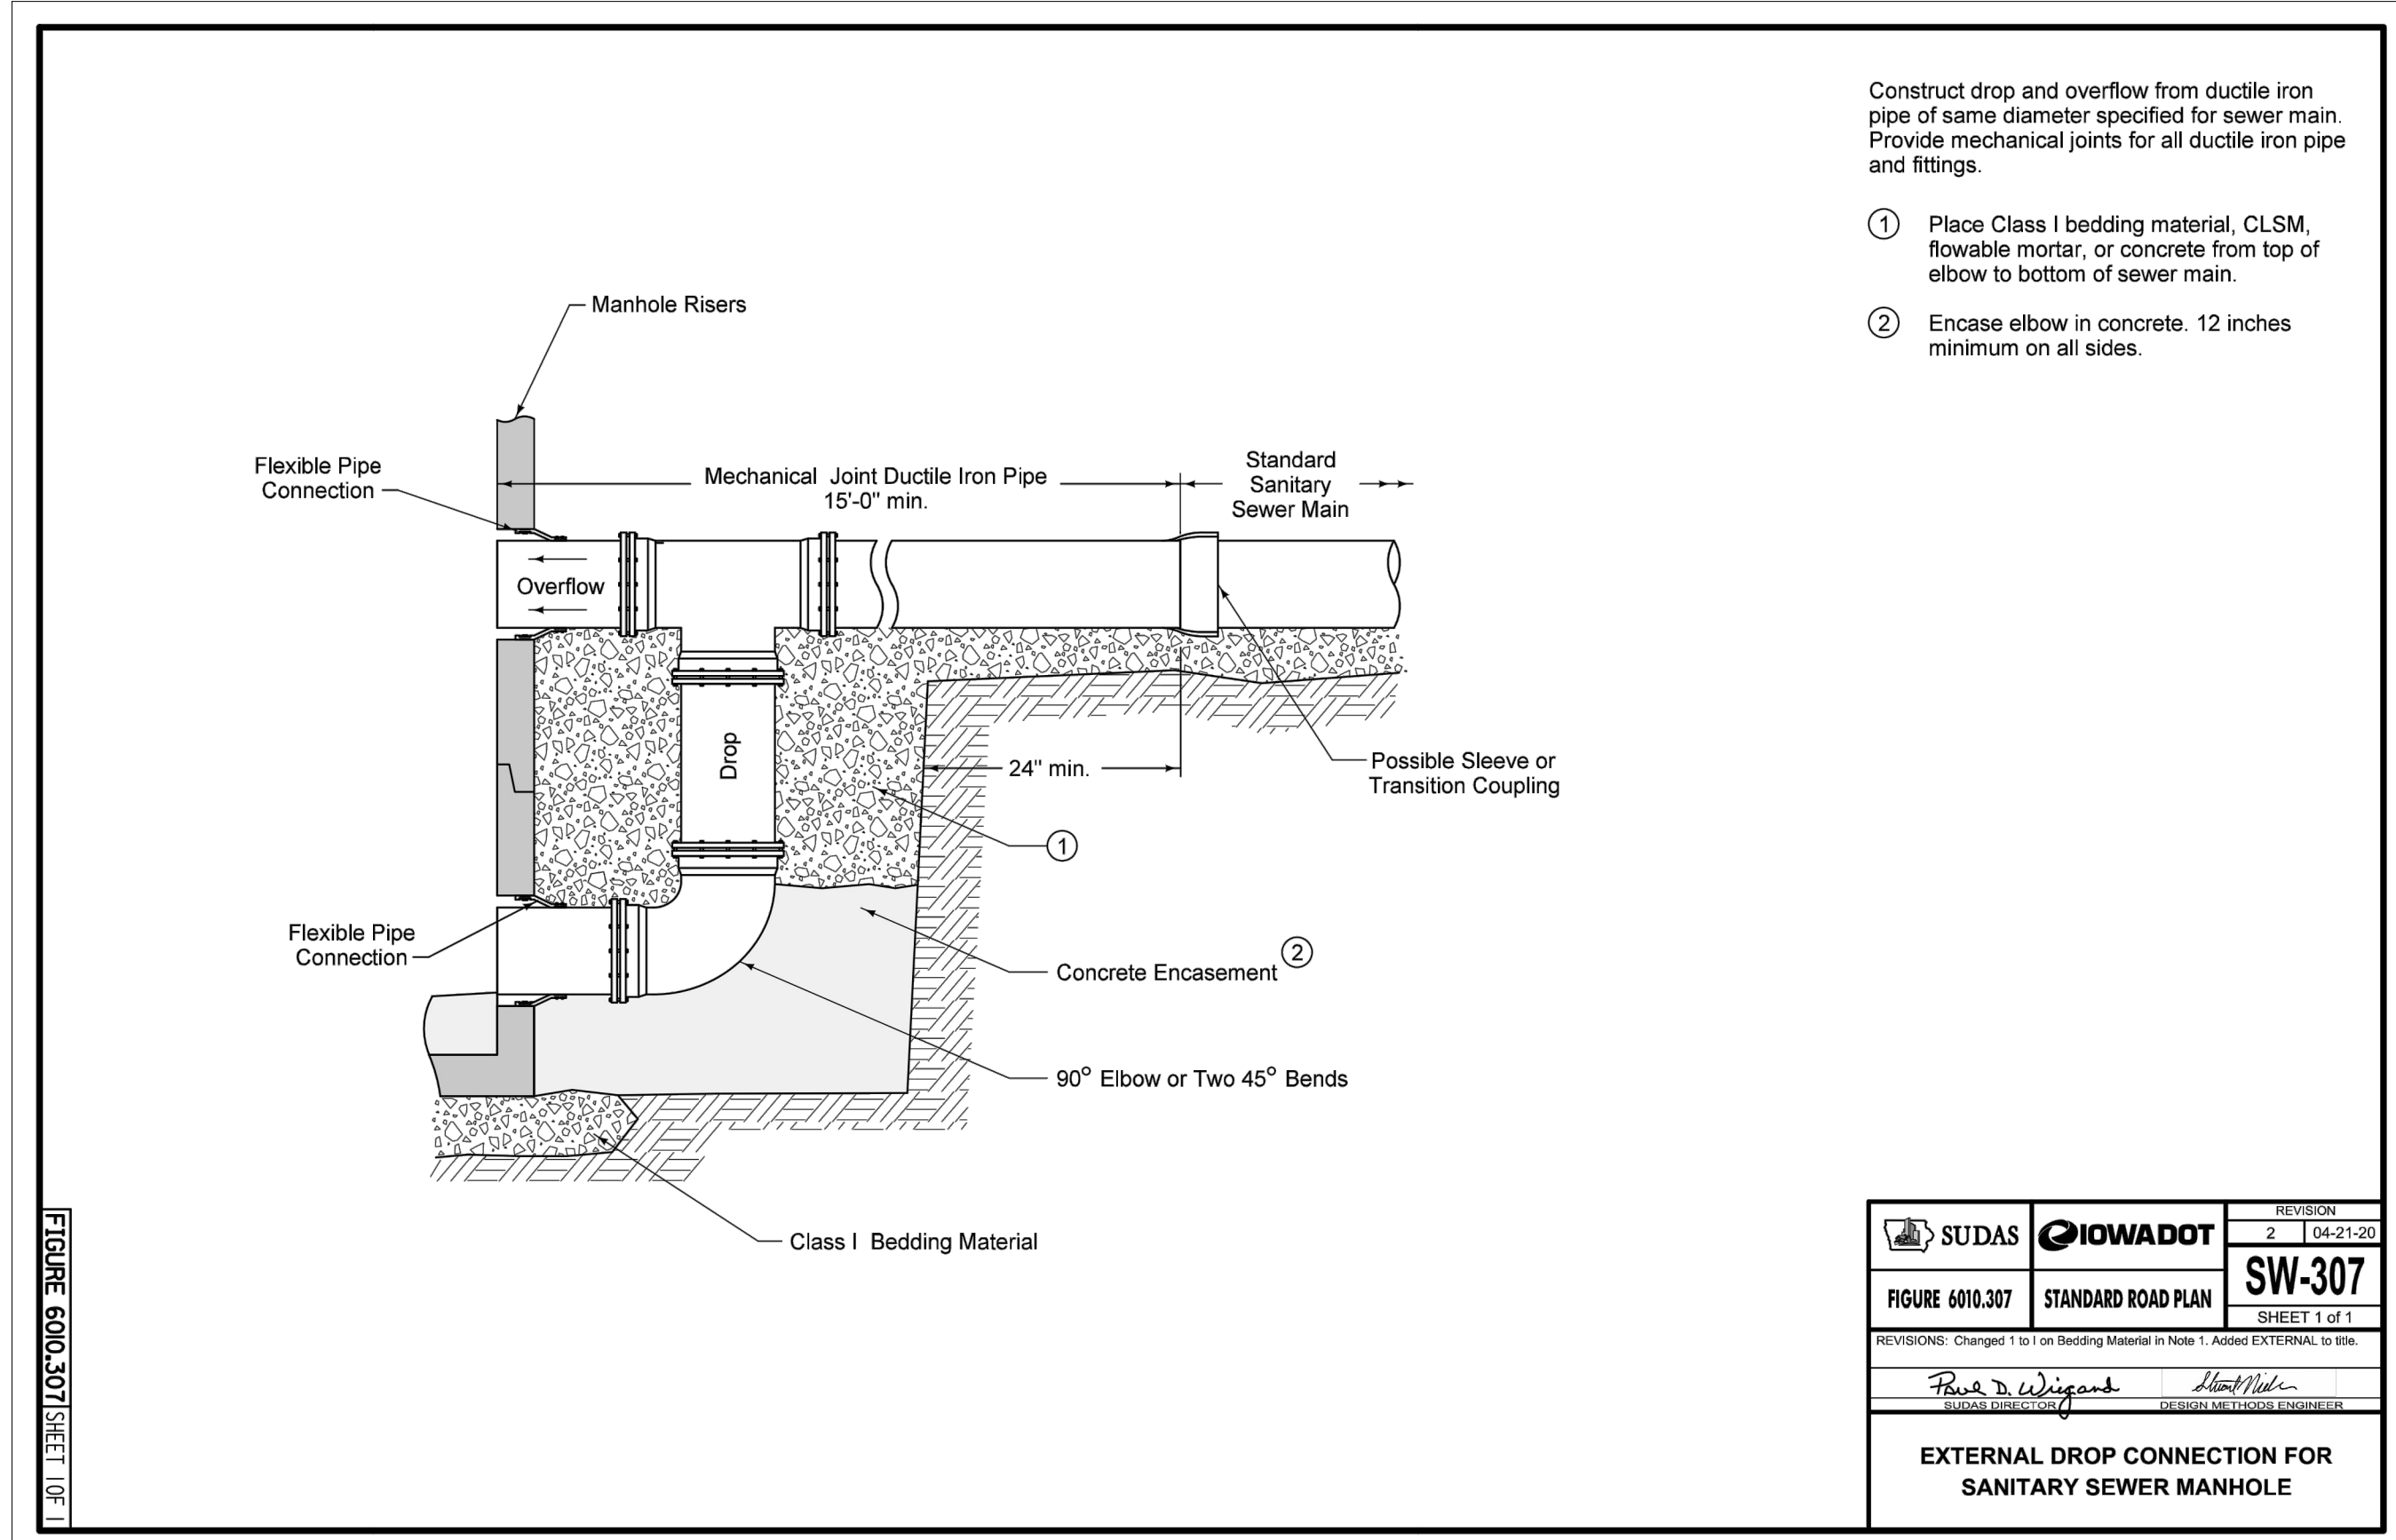 Construct drop and overflow from ductile iron
pipe of same diameter specified for sewer main.
Provide mechanical joints for all ductile iron pipe
and fittings.
1 Place Class I bedding material, CLSM,
flowable mortar, or concrete from top of
elbow to bottom of sewer main.
2 Encase elbow in concrete. 12 inches
minimum on all sides.
Manhole Risers
Flexible Pipe
Connection
Mechanical Joint Ductile Iron Pipe
15'-0" min.
Standard
Sanitary
Sewer Main
Overflow
Drop
24" min.
Possible Sleeve or
Transition Coupling
1
Flexible Pipe
Connection
Concrete Encasement 2
90° Elbow or Two 45° Bends
Class I Bedding Material
FIGURE 6010.307 SHEET 1 OF 1
SUDAS
IOWADOT
REVISION
2 04-21-20
FIGURE 6010.307
STANDARD ROAD PLAN
SW-307
SHEET 1 of 1
REVISIONS: Changed 1 to I on Bedding Material in Note 1. Added EXTERNAL to title.
Paul D. Wiegand
SUDAS DIRECTOR
DESIGN METHODS ENGINEER
EXTERNAL DROP CONNECTION FOR
SANITARY SEWER MANHOLE